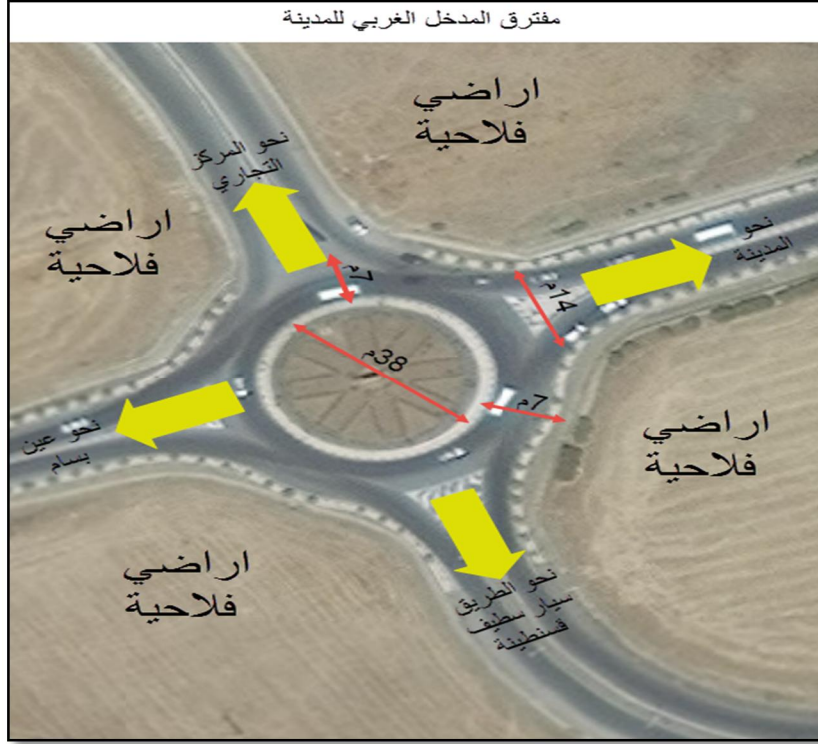 مفترق المدخل الغربي للمدينة
اراضي
فلاحية
نحو المركز
التجاري
اراضي
فلاحية
نحو
المدينة
7م
14م
38م
7م
اراضي
فلاحية
نحو عين
بسام
اراضي
فلاحية
نحو الطريق
سيار سطيف
قسنطينة